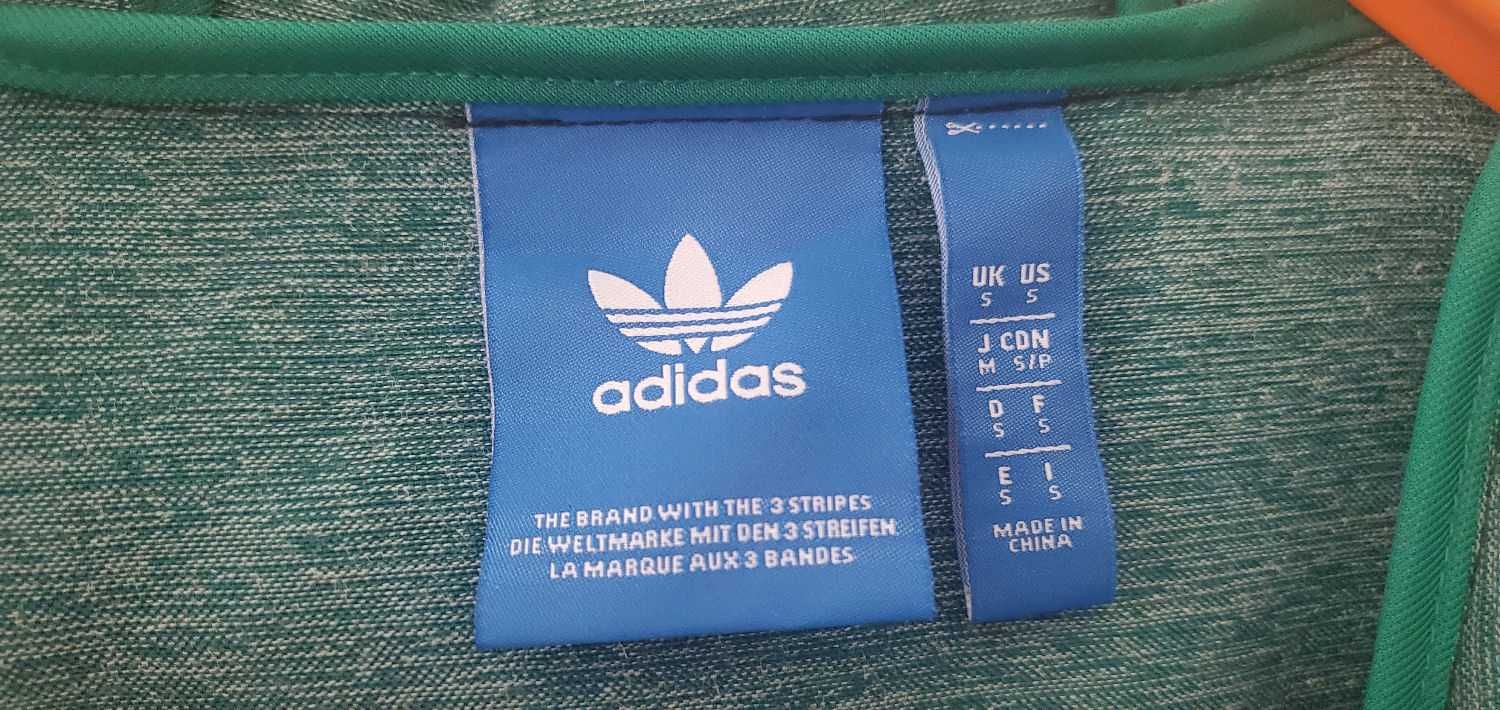 adidas
THE BRAND WITH THE 3 STRIPES
DIE WELTMARKE MIT DEN 3 STREIFEN
LA MARQUE AUX 3 BANDES
UK US
S S
J CDN
M S/P
D F
S S
E I
S S
MADE IN
CHINA